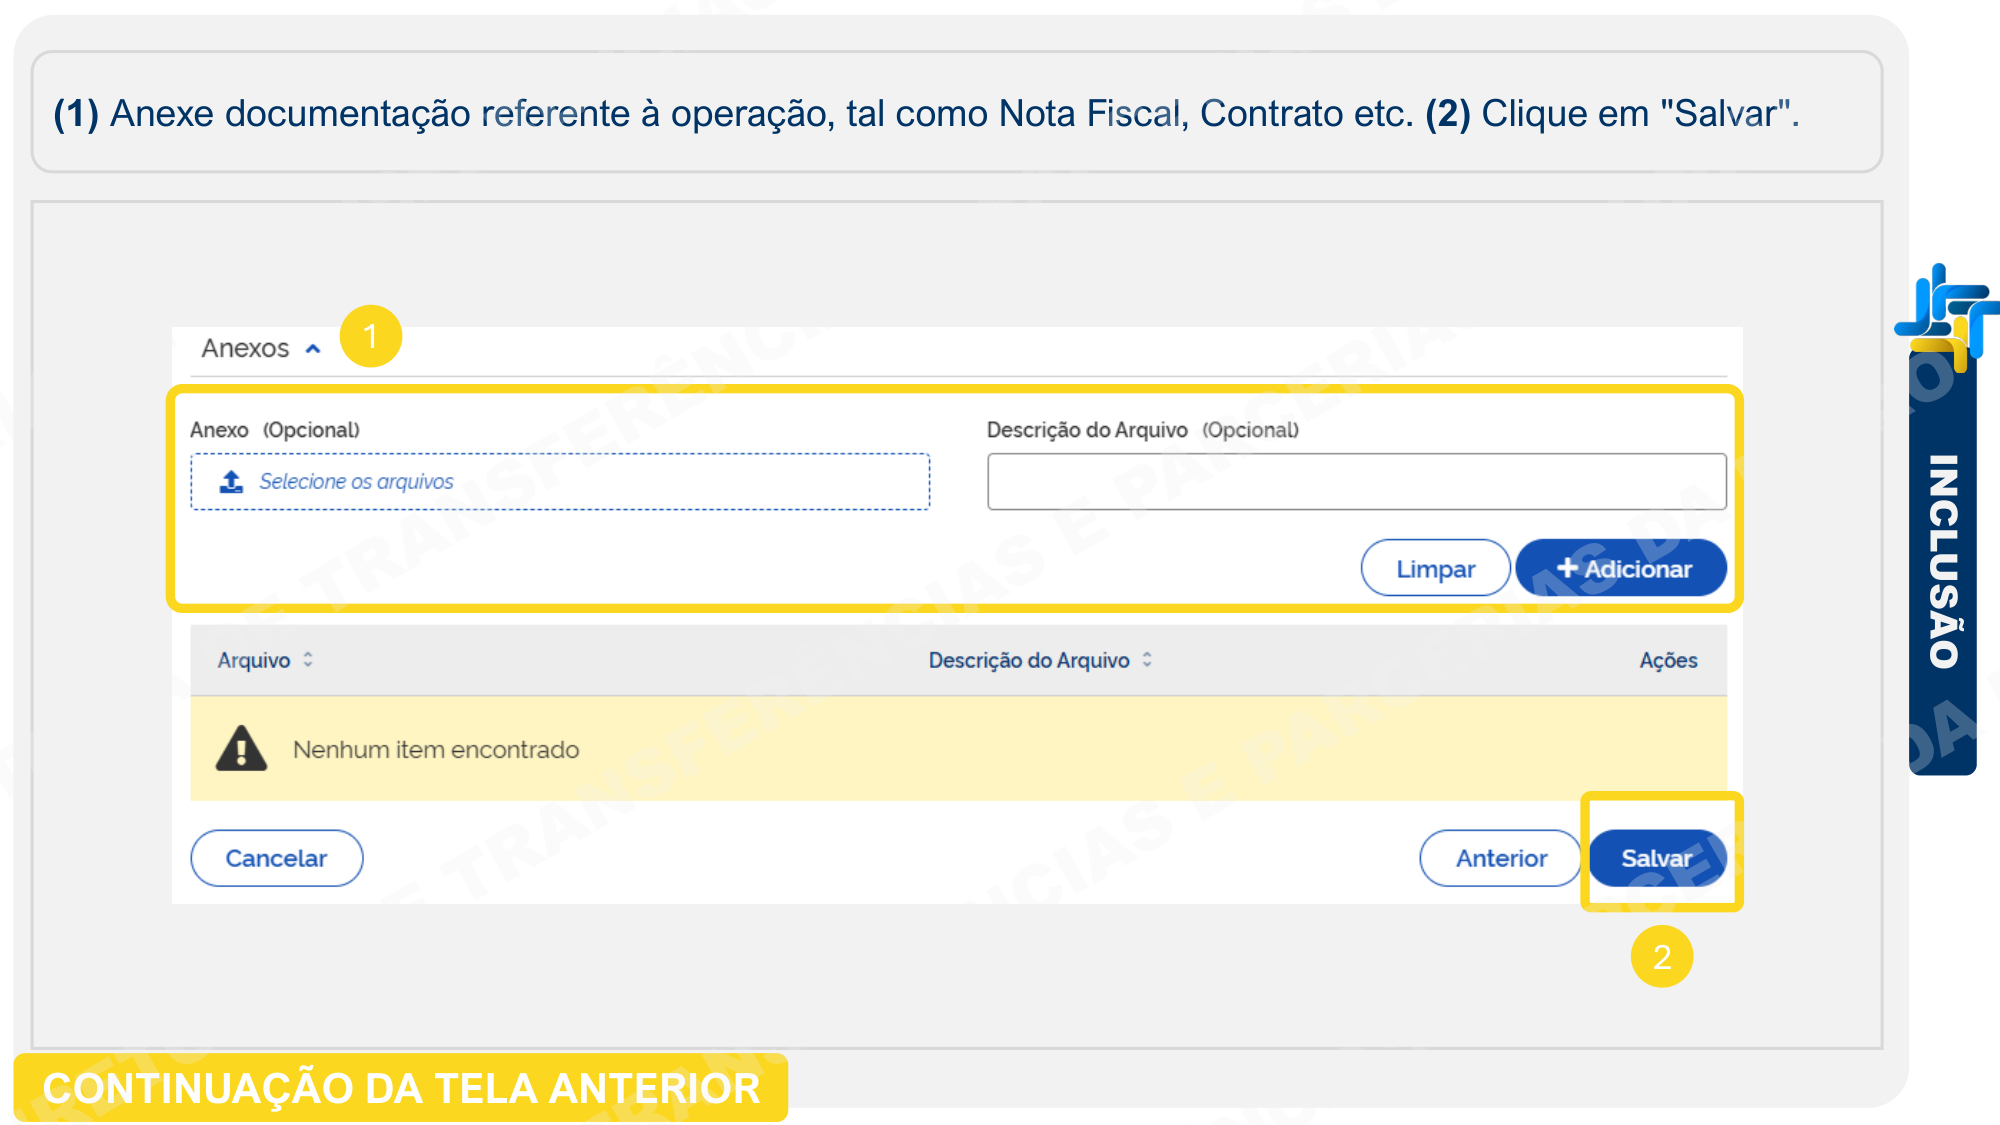 (1) Anexe documentação referente à operação, tal como Nota Fiscal, Contrato etc. (2) Clique em "Salvar".
Anexos
1
Anexo (Opcional)
Descrição do Arquivo (Opcional)
Selecione os arquivos
Limpar
+ Adicionar
Arquivo
Descrição do Arquivo
Ações
Nenhum item encontrado
Cancelar
Anterior
Salvar
2
INCLUSÃO
CONTINUAÇÃO DA TELA ANTERIOR